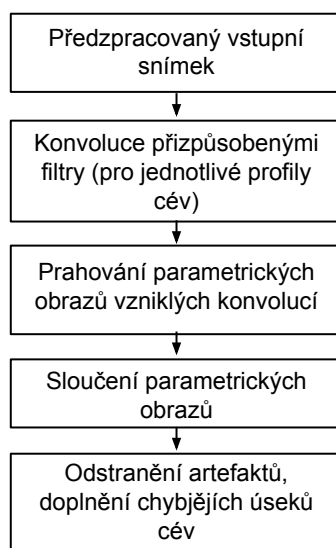 Předzpracovaný vstupní
snímek
Konvoluce přizpůsobenými
filtry (pro jednotlivé profily
cév)
Prahování parametrických
obrazů vzniklých konvolucí
Sloučení parametrických
obrazů
Odstranění artefaktů,
doplnění chybjějích úseků
cév